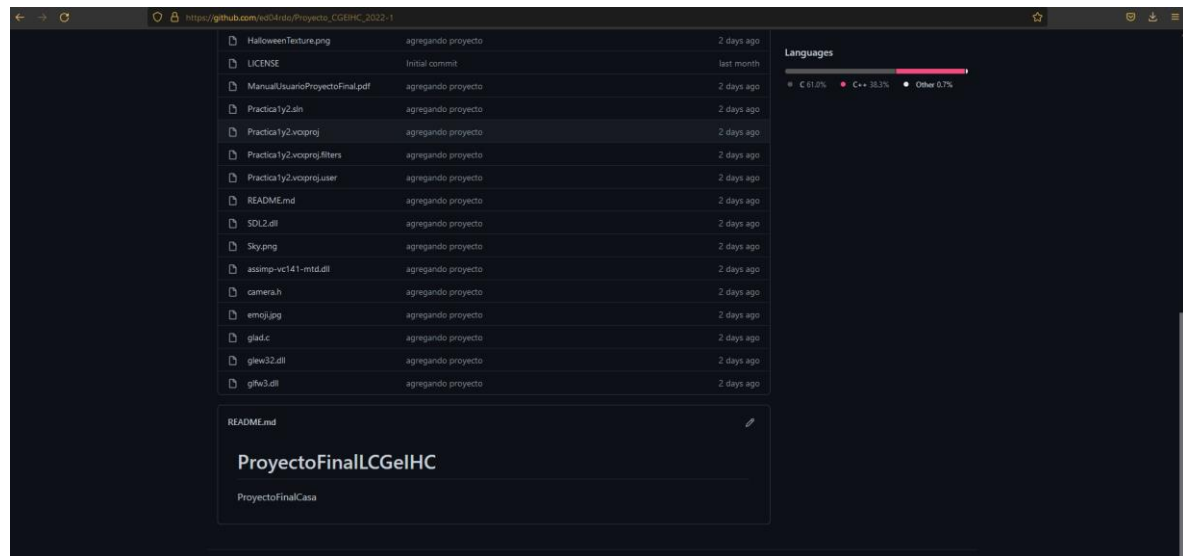 https://github.com/ed04rdo/Proyecto_CGEIHC_2022-1
HalloweenTexture.png agregando proyecto 2 days ago
LICENSE Initial commit last month
ManualUsuarioProyectoFinal.pdf agregando proyecto 2 days ago
Practica1y2.sln agregando proyecto 2 days ago
Practica1y2.vcxproj agregando proyecto 2 days ago
Practica1y2.vcxproj.filters agregando proyecto 2 days ago
Practica1y2.vcxproj.user agregando proyecto 2 days ago
README.md agregando proyecto 2 days ago
SDL2.dll agregando proyecto 2 days ago
Sky.png agregando proyecto 2 days ago
assimp-vc141-mtd.dll agregando proyecto 2 days ago
camera.h agregando proyecto 2 days ago
emoji.jpg agregando proyecto 2 days ago
glad.c agregando proyecto 2 days ago
glew32.dll agregando proyecto 2 days ago
glfw3.dll agregando proyecto 2 days ago
README.md
ProyectoFinalLCGeIHC
ProyectoFinalCasa
Languages
C 61.0% C++ 38.3% Other 0.7%